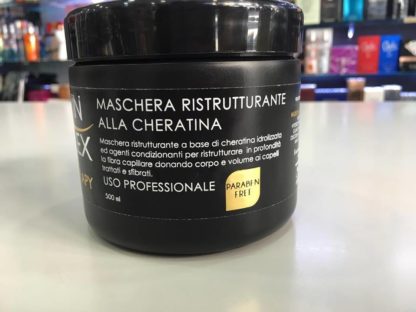 MASCHERA RISTRUTTURANTE
ALLA CHERATINA
Maschera ristrutturante a base di cheratina idrolizzata
ed agenti condizionanti per ristrutturare in profondità
la fibra capillare donando corpo e volume ai capelli
trattati e sfibrati.
USO PROFESSIONALE
500 ml
PARABEN
FREE
N
EX
APY